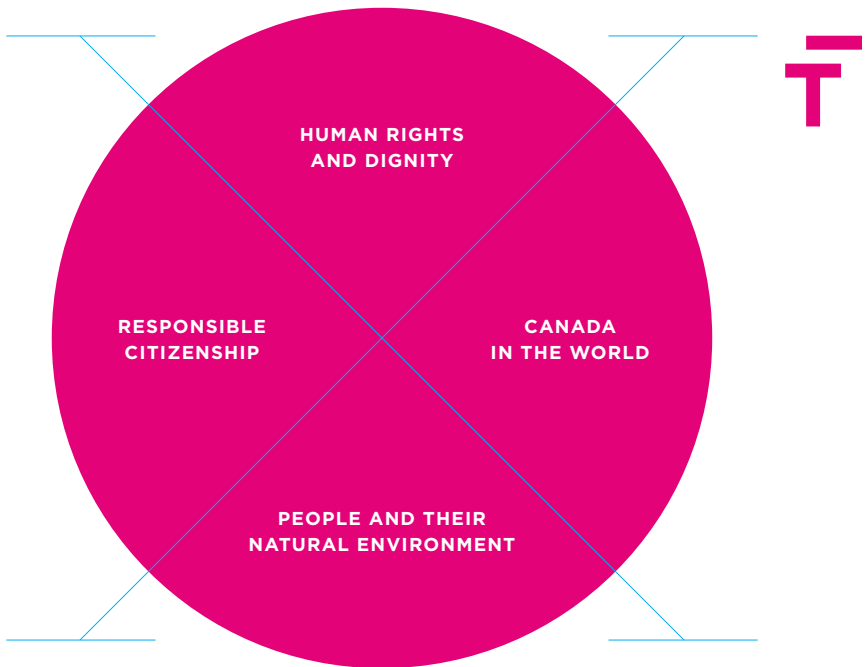 HUMAN RIGHTS
AND DIGNITY
RESPONSIBLE
CITIZENSHIP
CANADA
IN THE WORLD
PEOPLE AND THEIR
NATURAL ENVIRONMENT